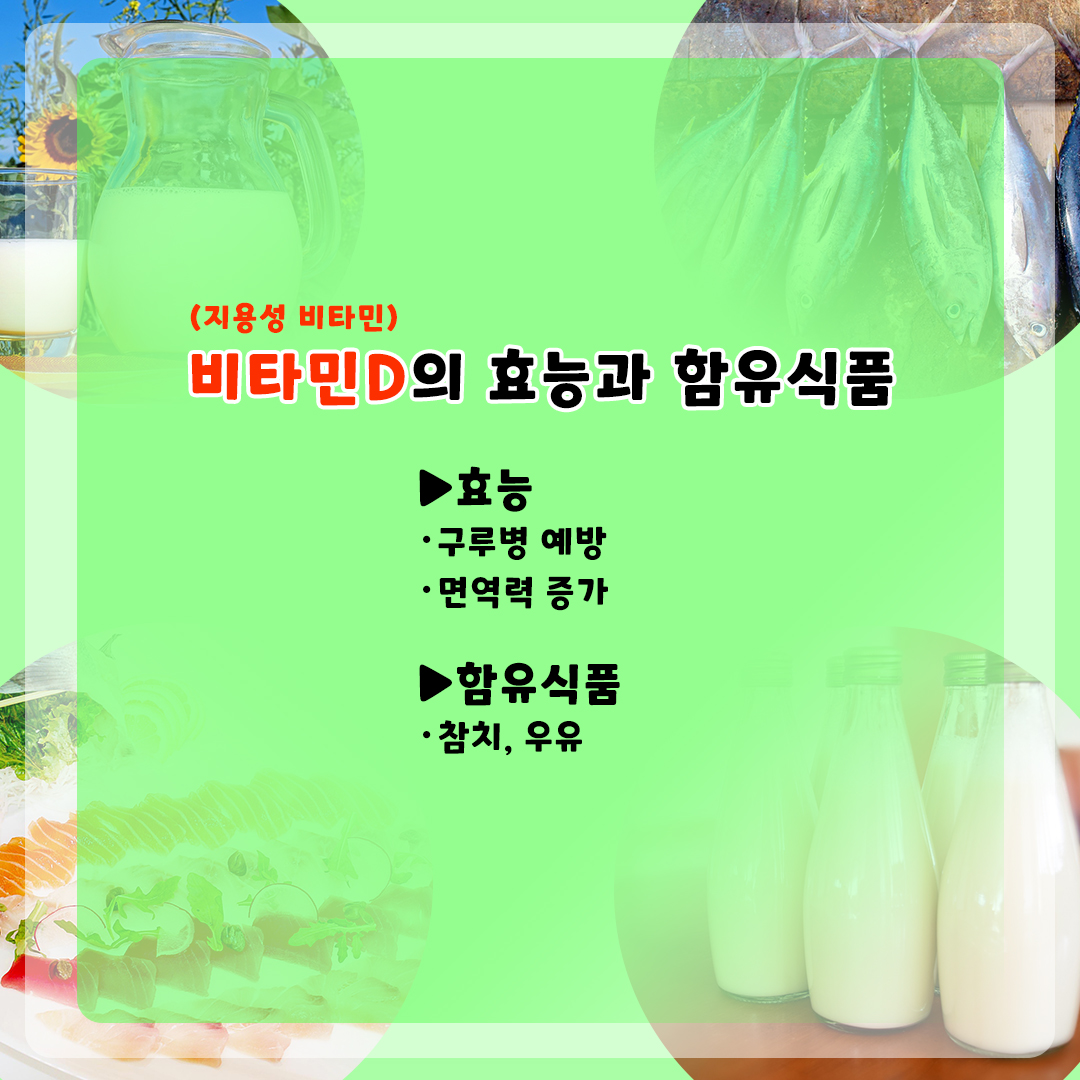 (지용성 비타민)
비타민D의 효능과 함유식품
▶효능
·구루병 예방
·면역력 증가
▶함유식품
·참치, 우유